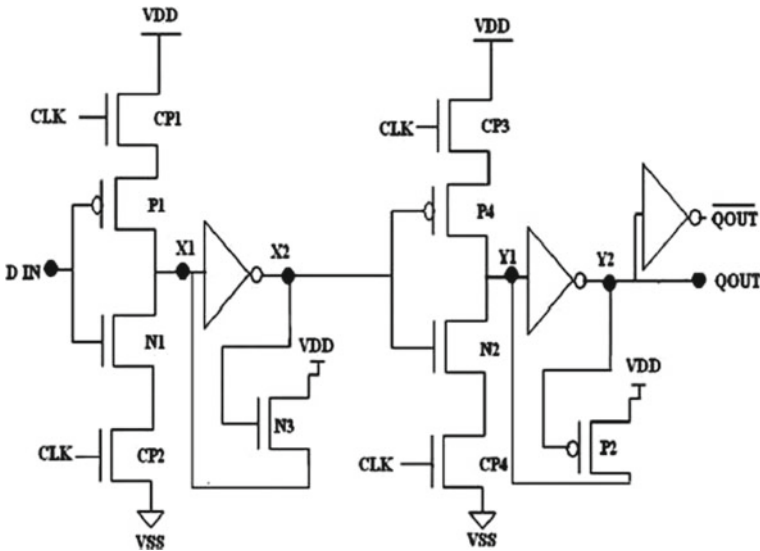 VDD
VDD
CLK
CP1
CLK
CP3
P1
P4
QOUT
X1
X2
Y1
Y2
D IN
QOUT
N1
N2
VDD
VDD
N3
P2
CLK
CP2
CLK
CP4
VSS
VSS